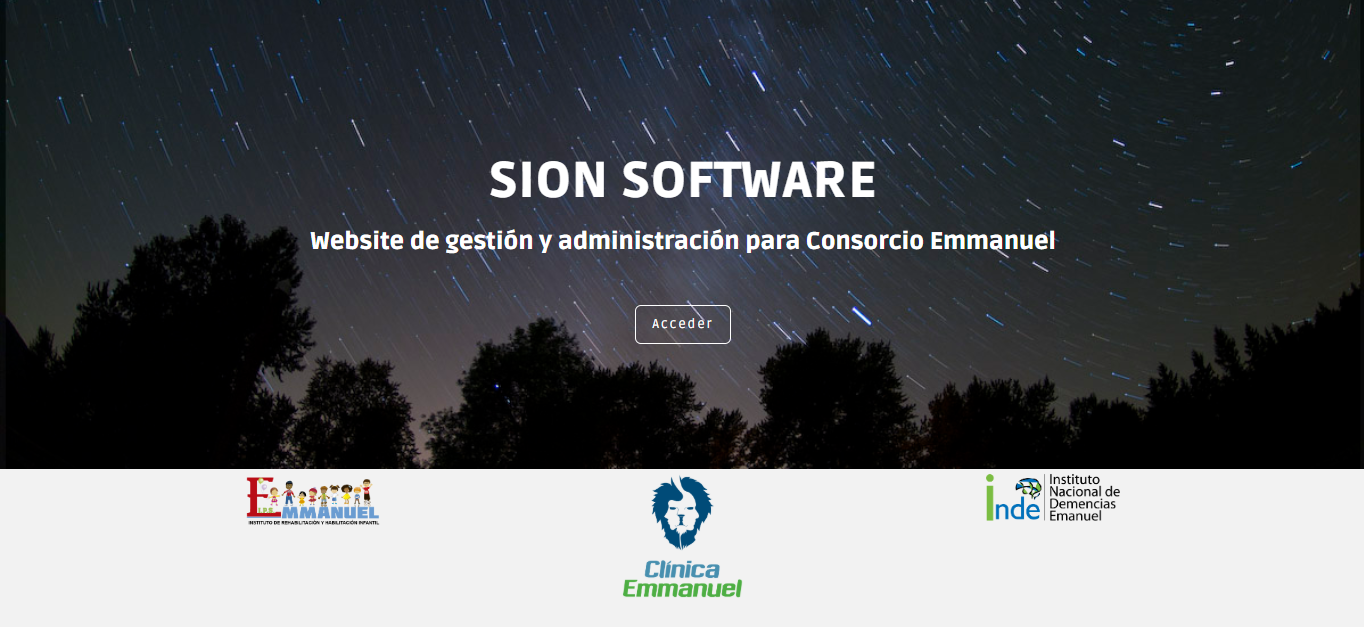 SION SOFTWARE
Website de gestión y administración para Consorcio Emmanuel
Acceder
EMMANUEL
INSTITUTO DE REHABILITACIÓN Y HABILITACIÓN INFANTIL
Clínica
Emmanuel
inde
Instituto
Nacional de
Demencias
Emanuel